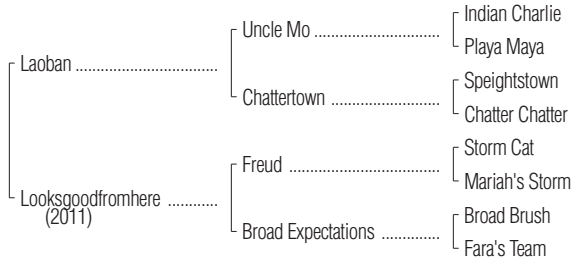 Indian Charlie
Uncle Mo ...............................
Playa Maya
Laoban ...................................
Speightstown
Chattertown ..........................
Chatter Chatter
Storm Cat
Freud .....................................
Mariah's Storm
Looksgoodfromhere ............
(2011)
Broad Brush
Broad Expectations ..............
Fara's Team